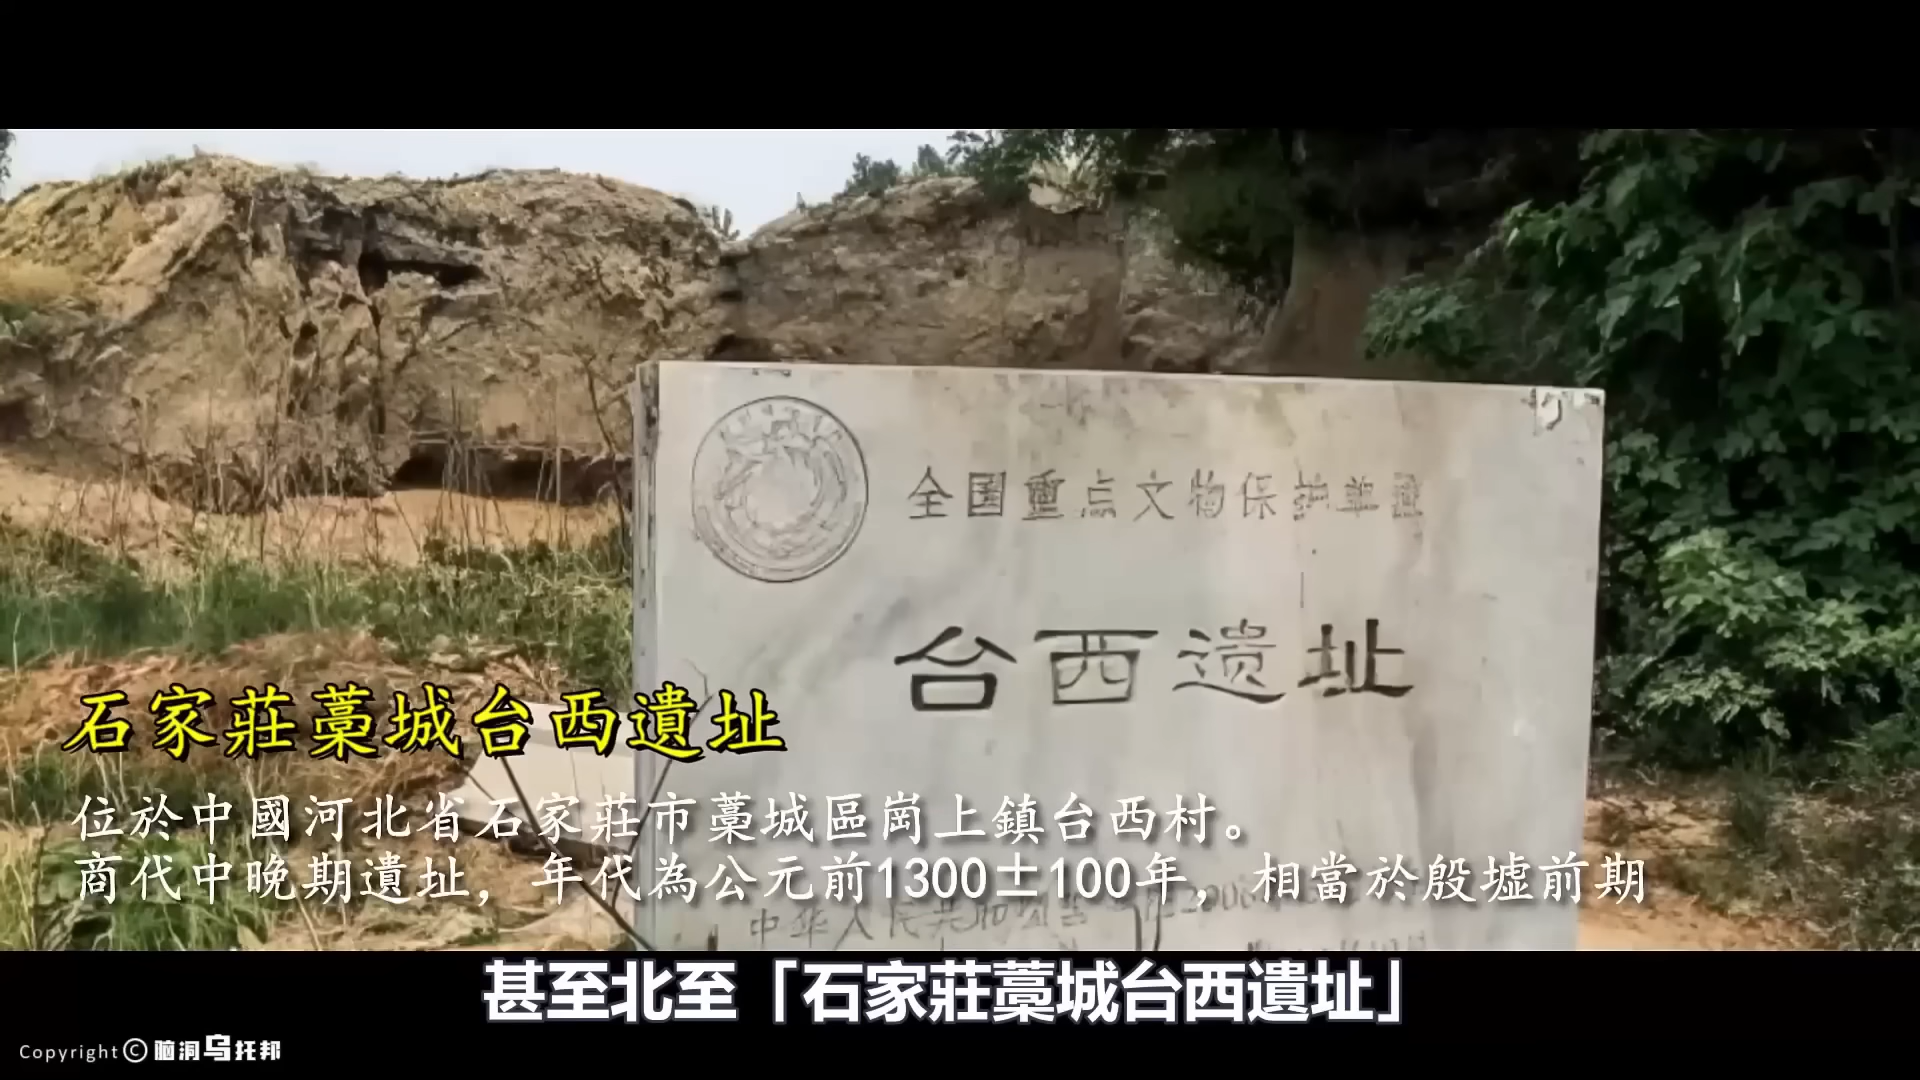 全国重点文物保护单位
台西遗址
石家莊藁城台西遺址
位於中國河北省石家莊市藁城區崗上鎮台西村。
商代中晚期遺址，年代為公元前1300±100年，相當於殷墟前期
中华人民共和国
甚至北至「石家莊藁城台西遺址」
Copyright © 脑洞乌托邦